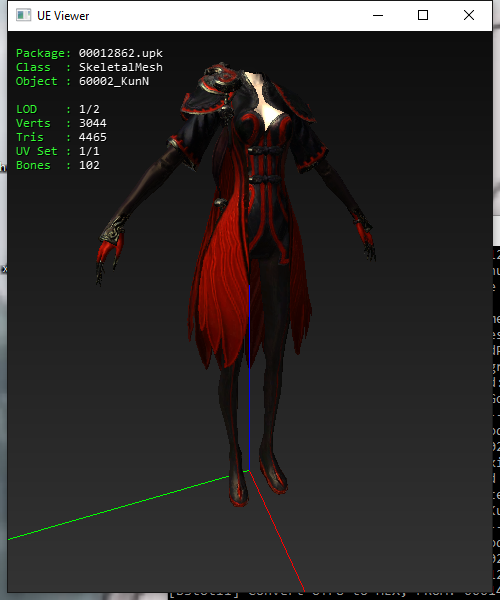 UE Viewer
Package: 00012862.upk
Class : SkeletalMesh
Object : 60002_KunN
LOD : 1/2
Verts : 3044
Tris : 4465
UV Set : 1/1
Bones : 102